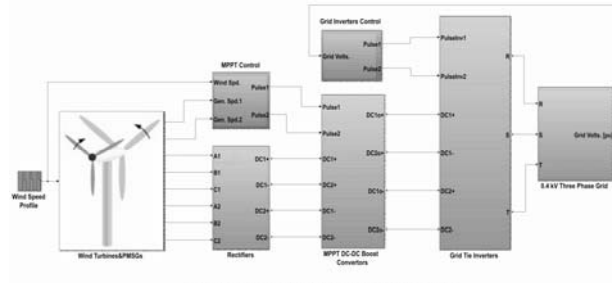 Grid Inverters Control
Grid Volts.
Pulse1
Pulse2
PulseInv1
PulseInv2
MPPT Control
Wind Spd.
Gen. Spd.1
Gen. Spd.2
Pulse1
Pulse2
Pulse1
Pulse2
DC1o+
DC2o+
DC1o-
DC2o-
DC1+
DC2+
DC1-
DC2-
MPPT DC-DC Boost
Convertors
DC1+
DC1-
DC2+
DC2-
R
S
T
Grid Tie Inverters
R
S
T
Grid Volts. [pu]
0.4 kV Three Phase Grid
Wind Speed
Profile
Wind Turbines&PMSGs
A1
B1
C1
A2
B2
C2
DC1+
DC1-
DC2+
DC2-
Rectifiers